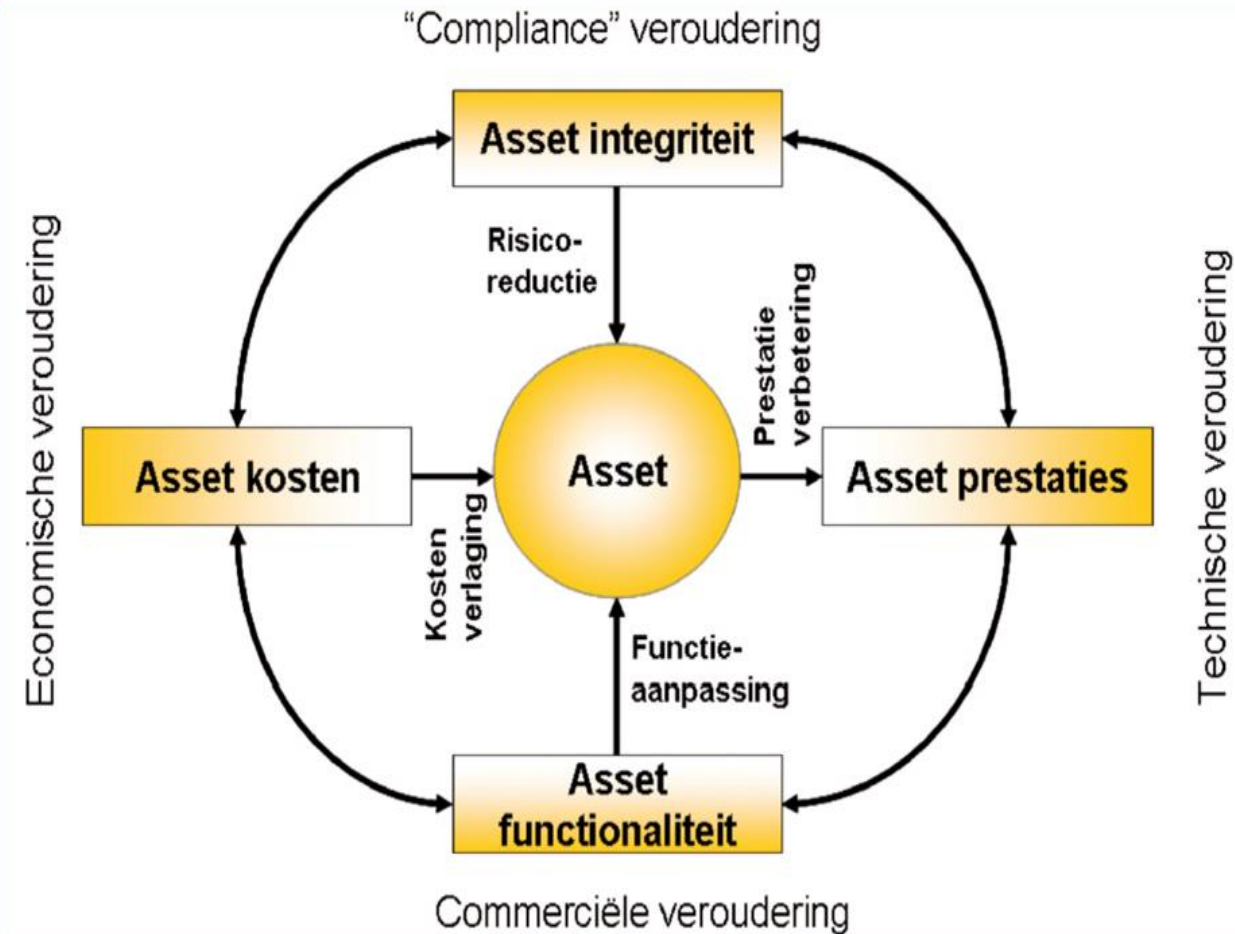 “Compliance” veroudering
Asset integriteit
Risico-
reductie
Economische veroudering
Asset kosten
Kosten
verlaging
Asset
Prestatie
verbetering
Asset prestaties
Technische veroudering
Functie-
aanpassing
Asset
functionaliteit
Commerciële veroudering